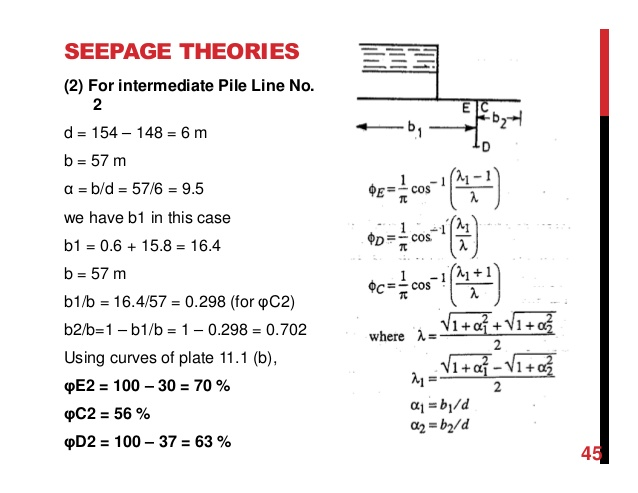 SEEPAGE THEORIES
(2) For intermediate Pile Line No.
2
d = 154 – 148 = 6 m
b = 57 m
α = b/d = 57/6 = 9.5
we have b1 in this case
b1 = 0.6 + 15.8 = 16.4
b = 57 m
b1/b = 16.4/57 = 0.298 (for φC2)
b2/b=1 – b1/b = 1 – 0.298 = 0.702
Using curves of plate 11.1 (b),
φE2 = 100 – 30 = 70 %
φC2 = 56 %
φD2 = 100 – 37 = 63 %
E C
b₁ b₂
D
ϕ_E = 1/π cos⁻¹ ((λ₁ – 1)/λ)
ϕ_D = 1/π cos⁻¹ (λ₁/λ)
ϕ_C = 1/π cos⁻¹ ((λ₁ + 1)/λ)
where λ = (√(1 + α₁²) + √(1 + α₂²))/2
λ₁ = (√(1 + α₁²) – √(1 + α₂²))/2
α₁ = b₁/d
α₂ = b₂/d
45